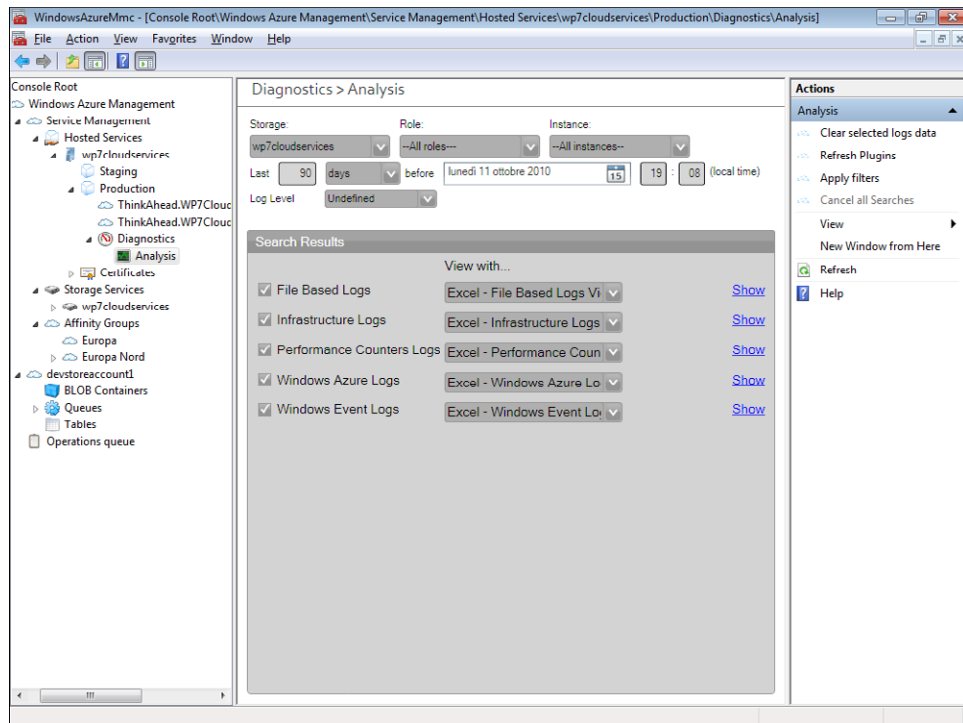 WindowsAzureMmc - [Console Root\Windows Azure Management\Service Management\Hosted Services\wp7cloudservices\Production\Diagnostics\Analysis]
File Action View Favorites Window Help
Console Root
Windows Azure Management
Service Management
Hosted Services
wp7cloudservices
Staging
Production
ThinkAhead.WP7Cloud
ThinkAhead.WP7Cloud
Diagnostics
Analysis
Certificates
Storage Services
wp7cloudservices
Affinity Groups
Europa
Europa Nord
devstoreaccount1
BLOB Containers
Queues
Tables
Operations queue
Diagnostics > Analysis
Storage: Role: Instance:
wp7cloudservices --All roles--- --All instances--
Last 90 days before lunedì 11 ottobre 2010 15 19 : 08 (local time)
Log Level Undefined
Search Results
View with...
File Based Logs Excel - File Based Logs Vi Show
Infrastructure Logs Excel - Infrastructure Logs Show
Performance Counters Logs Excel - Performance Coun Show
Windows Azure Logs Excel - Windows Azure Lo Show
Windows Event Logs Excel - Windows Event Log Show
Actions
Analysis
Clear selected logs data
Refresh Plugins
Apply filters
Cancel all Searches
View
New Window from Here
Refresh
Help